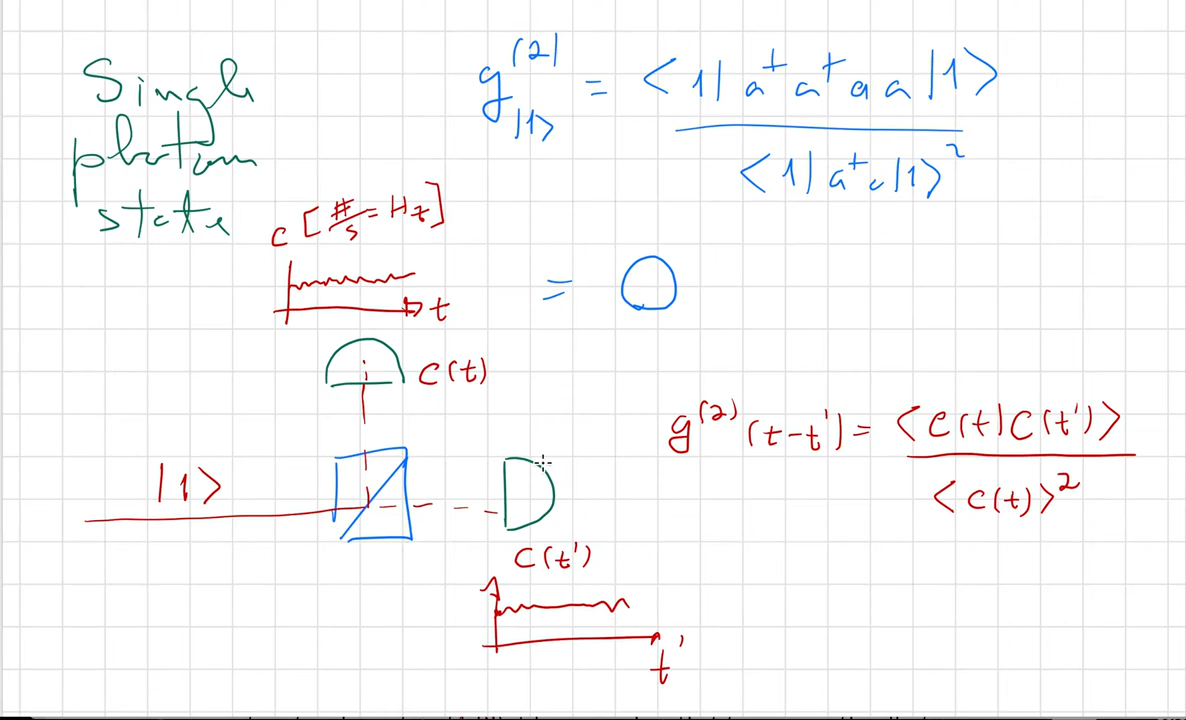 Single
photon
state
g^{(2)}_{|1>} = <1| a^+ a^+ a a |1>
<1| a^+ a |1>^2
= 0
C [#/s = Hz]
t
C(t)
|1>
C(t')
t'
g^{(2)} (t-t') = <C(t) C(t')>
<C(t)>^2